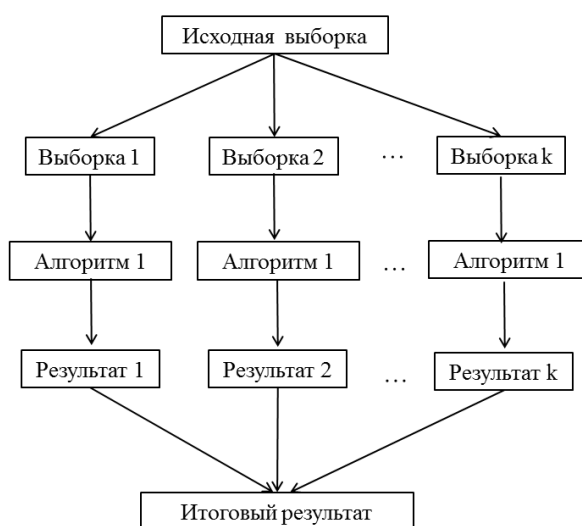 Исходная выборка
Выборка 1
Выборка 2
...
Выборка k
Алгоритм 1
Алгоритм 1
...
Алгоритм 1
Результат 1
Результат 2
...
Результат k
Итоговый результат